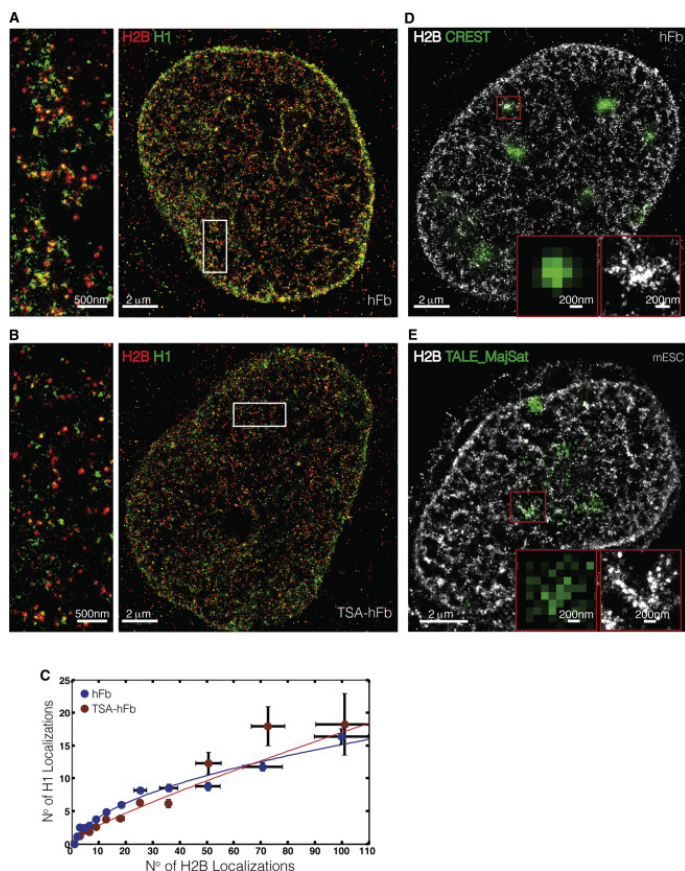 A
H2B H1
500nm
2 μm
hFb
D
H2B CREST
hFb
2 μm
200nm
200nm
B
H2B H1
500nm
2 μm
TSA-hFb
E
H2B TALE_MajSat
mESC
2 μm
200nm
200nm
C
hFb
TSA-hFb
Nº of H1 Localizations
25
20
15
10
5
0
0 10 20 30 40 50 60 70 80 90 100 110
Nº of H2B Localizations